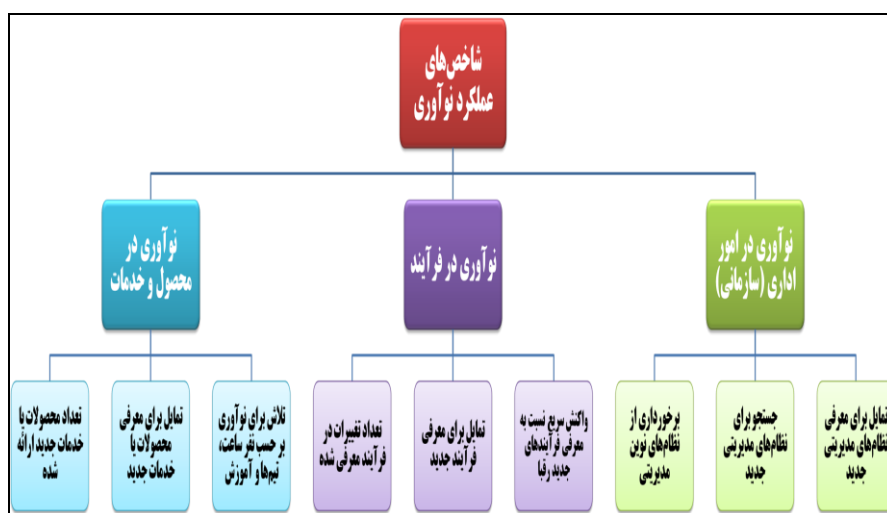 شاخص‌های
عملکرد نوآوری
نوآوری در امور
اداری (سازمانی)
نوآوری در فرآیند
نوآوری در
محصول و خدمات
تمایل برای معرفی
نظام‌های مدیریتی
جدید
جستجو برای
نظام‌های مدیریتی
جدید
برخورداری از
نظام‌های نوین
مدیریتی
واکنش سریع نسبت به
معرفی فرآیندهای
جدید رقبا
تمایل برای معرفی
فرآیند جدید
تعداد تغییرات در
فرآیند معرفی شده
تلاش برای نوآوری
بر حسب نفر ساعت،
تیم‌ها و آموزش
تمایل برای معرفی
محصولات یا
خدمات جدید
تعداد محصولات یا
خدمات جدید ارائه
شده